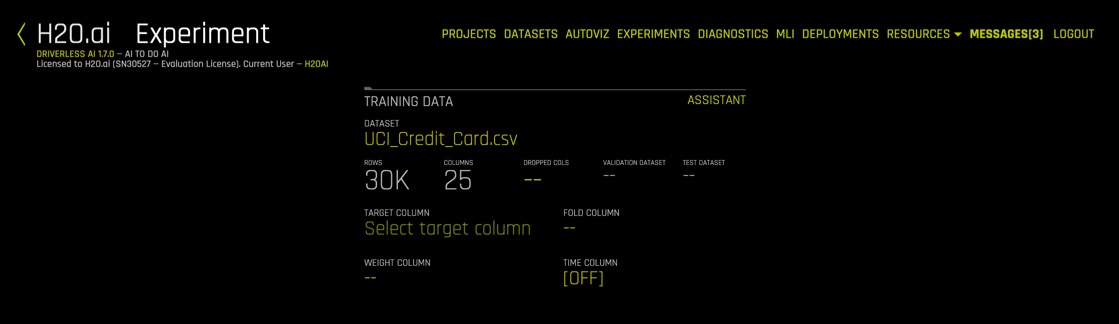 H2O.ai Experiment
DRIVERLESS AI 1.7.0 – AI TO DO AI
Licensed to H2O.ai (SN30527 – Evaluation License). Current User – H2OAI
PROJECTS DATASETS AUTOVIZ EXPERIMENTS DIAGNOSTICS MLI DEPLOYMENTS RESOURCES MESSAGES[3] LOGOUT
TRAINING DATA ASSISTANT
DATASET
UCI_Credit_Card.csv
ROWS COLUMNS DROPPED COLS VALIDATION DATASET TEST DATASET
30K 25 -- -- --
TARGET COLUMN FOLD COLUMN
Select target column --
WEIGHT COLUMN TIME COLUMN
-- [OFF]